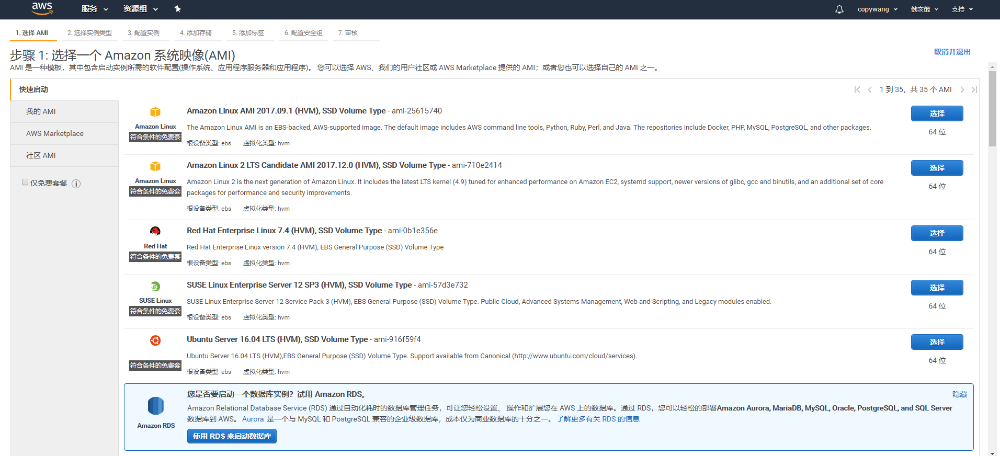 aws 服务 资源组 copywang 俄亥俄 支持
1. 选择 AMI 2. 选择实例类型 3. 配置实例 4. 添加存储 5. 添加标签 6. 配置安全组 7. 审核
步骤 1: 选择一个 Amazon 系统映像(AMI)
取消并退出
AMI 是一种模板，其中包含启动实例所需的软件配置(操作系统、应用程序服务器和应用程序)。 您可以选择 AWS、我们的用户社区或 AWS Marketplace 提供的 AMI；或者您也可以选择自己的 AMI 之一。
快速启动
1 到 35，共 35 个 AMI
我的 AMI
AWS Marketplace
社区 AMI
仅免费套餐
Amazon Linux
符合条件的免费套
Amazon Linux AMI 2017.09.1 (HVM), SSD Volume Type - ami-25615740
The Amazon Linux AMI is an EBS-backed, AWS-supported image. The default image includes AWS command line tools, Python, Ruby, Perl, and Java. The repositories include Docker, PHP, MySQL, PostgreSQL, and other packages.
根设备类型: ebs 虚拟化类型: hvm
选择
64 位
Amazon Linux
符合条件的免费套
Amazon Linux 2 LTS Candidate AMI 2017.12.0 (HVM), SSD Volume Type - ami-710e2414
Amazon Linux 2 is the next generation of Amazon Linux. It includes the latest LTS kernel (4.9) tuned for enhanced performance on Amazon EC2, systemd support, newer versions of glibc, gcc and binutils, and an additional set of core
packages for performance and security improvements.
根设备类型: ebs 虚拟化类型: hvm
选择
64 位
Red Hat
符合条件的免费套
Red Hat Enterprise Linux 7.4 (HVM), SSD Volume Type - ami-0b1e356e
Red Hat Enterprise Linux version 7.4 (HVM), EBS General Purpose (SSD) Volume Type
根设备类型: ebs 虚拟化类型: hvm
选择
64 位
SUSE Linux
符合条件的免费套
SUSE Linux Enterprise Server 12 SP3 (HVM), SSD Volume Type - ami-57d3e732
SUSE Linux Enterprise Server 12 Service Pack 3 (HVM), EBS General Purpose (SSD) Volume Type. Public Cloud, Advanced Systems Management, Web and Scripting, and Legacy modules enabled.
根设备类型: ebs 虚拟化类型: hvm
选择
64 位
符合条件的免费套
Ubuntu Server 16.04 LTS (HVM), SSD Volume Type - ami-916f59f4
Ubuntu Server 16.04 LTS (HVM),EBS General Purpose (SSD) Volume Type. Support available from Canonical (http://www.ubuntu.com/cloud/services).
根设备类型: ebs 虚拟化类型: hvm
选择
64 位
Amazon RDS
您是否要启动一个数据库实例？试用 Amazon RDS。
隐藏
Amazon Relational Database Service (RDS) 通过自动化耗时的数据库管理任务，可让您轻松设置、 操作和扩展您在 AWS 上的数据库。通过 RDS，您可以轻松的部署Amazon Aurora, MariaDB, MySQL, Oracle, PostgreSQL, and SQL Server
数据库到 AWS。 Aurora 是一个与 MySQL 和 PostgreSQL 兼容的企业级数据库，成本仅为商业数据库的十分之一。 了解更多有关 RDS 的信息
使用 RDS 来启动数据库